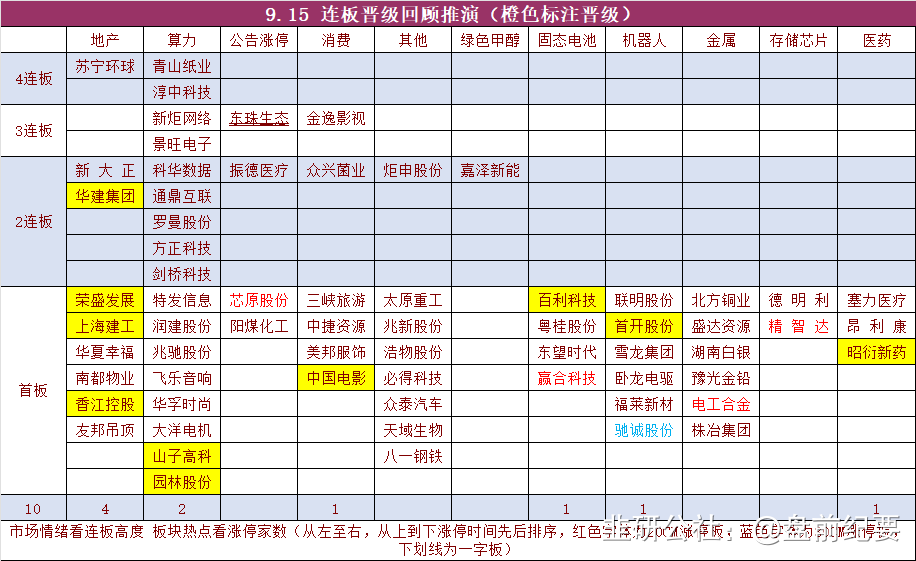 9.15 连板晋级回顾推演（橙色标注晋级）
地产 算力 公告涨停 消费 其他 绿色甲醇 固态电池 机器人 金属 存储芯片 医药
4连板
苏宁环球 青山纸业
淳中科技
3连板
新炬网络 东珠生态 金逸影视
景旺电子
2连板
新大正 科华数据 振德医疗 众兴菌业 炬申股份 嘉泽新能
华建集团 通鼎互联
罗曼股份
方正科技
剑桥科技
首板
荣盛发展 特发信息 芯原股份 三峡旅游 太原重工 百利科技 联明股份 北方铜业 德明利 塞力医疗
上海建工 润建股份 阳煤化工 中捷资源 兆新股份 粤桂股份 首开股份 盛达资源 精智达 昂利康
华夏幸福 兆驰股份 美邦服饰 浩物股份 东望时代 雪龙集团 湖南白银 昭衍新药
南都物业 飞乐音响 中国电影 必得科技 赢合科技 卧龙电驱 豫光金铅
香江控股 华孚时尚 众泰汽车 福莱新材 电工合金
友邦吊顶 大洋电机 天域生物 驰诚股份 株冶集团
山子高科 八一钢铁
园林股份
10 4 2 1 1 1 1
市场情绪看连板高度 板块热点看涨停家数（从左至右，从上到下涨停时间先后排序，红色
下划线为一字板）
韭研公社：@盘前纪要